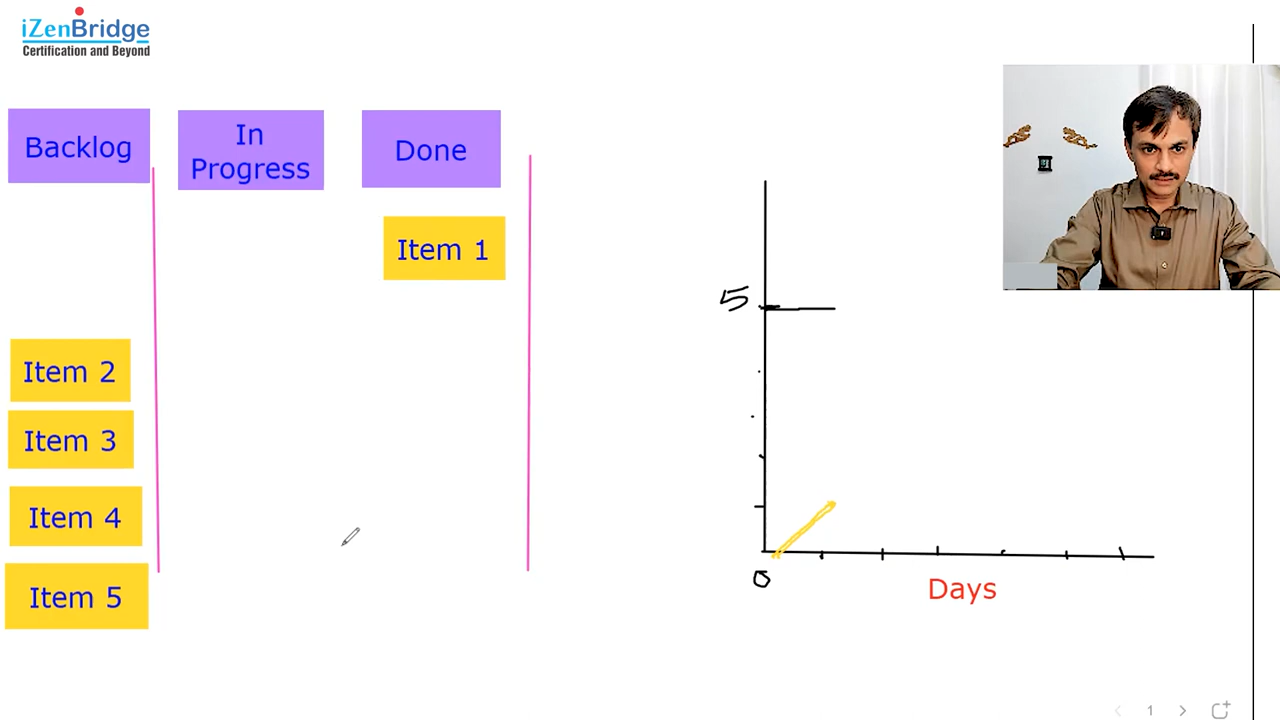 iZenBridge
Certification and Beyond
Backlog
In
Progress
Done
Item 1
Item 2
Item 3
Item 4
Item 5
5
0
Days
1